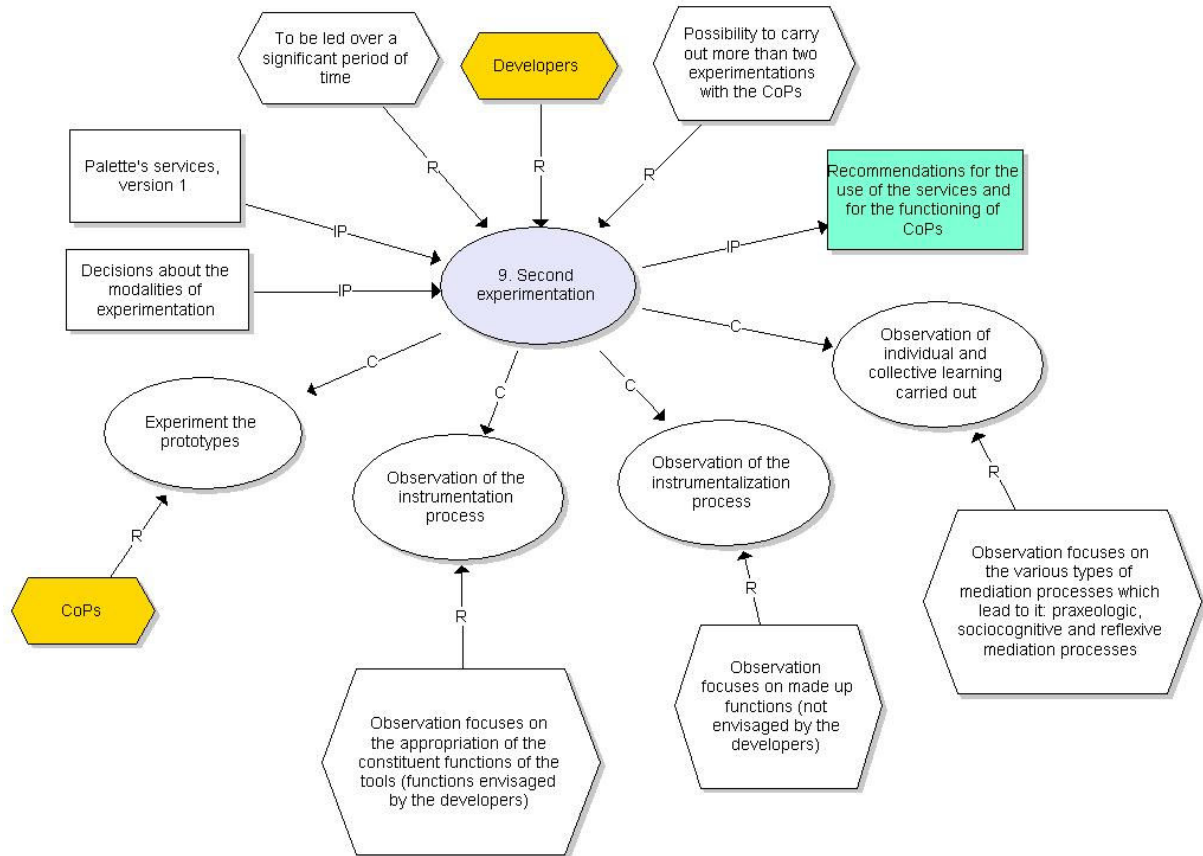 To be led over a
significant period of
time
Developers
Possibility to carry
out more than two
experimentations
with the CoPs
R
R
R
Palette's services,
version 1
Recommendations for the
use of the services and
for the functioning of
CoPs
IP
IP
Decisions about the
modalities of
experimentation
IP
9. Second
experimentation
C
C
C
C
Observation of
individual and
collective learning
carried out
Experiment the
prototypes
Observation of the
instrumentation
process
Observation of the
instrumentalization
process
R
R
R
R
CoPs
Observation focuses on
the various types of
mediation processes which
lead to it: praxeologic,
sociocognitive and reflexive
mediation processes
Observation
focuses on made up
functions (not
envisaged by the
developers)
Observation focuses on
the appropriation of the
constituent functions of the
tools (functions envisaged
by the developers)